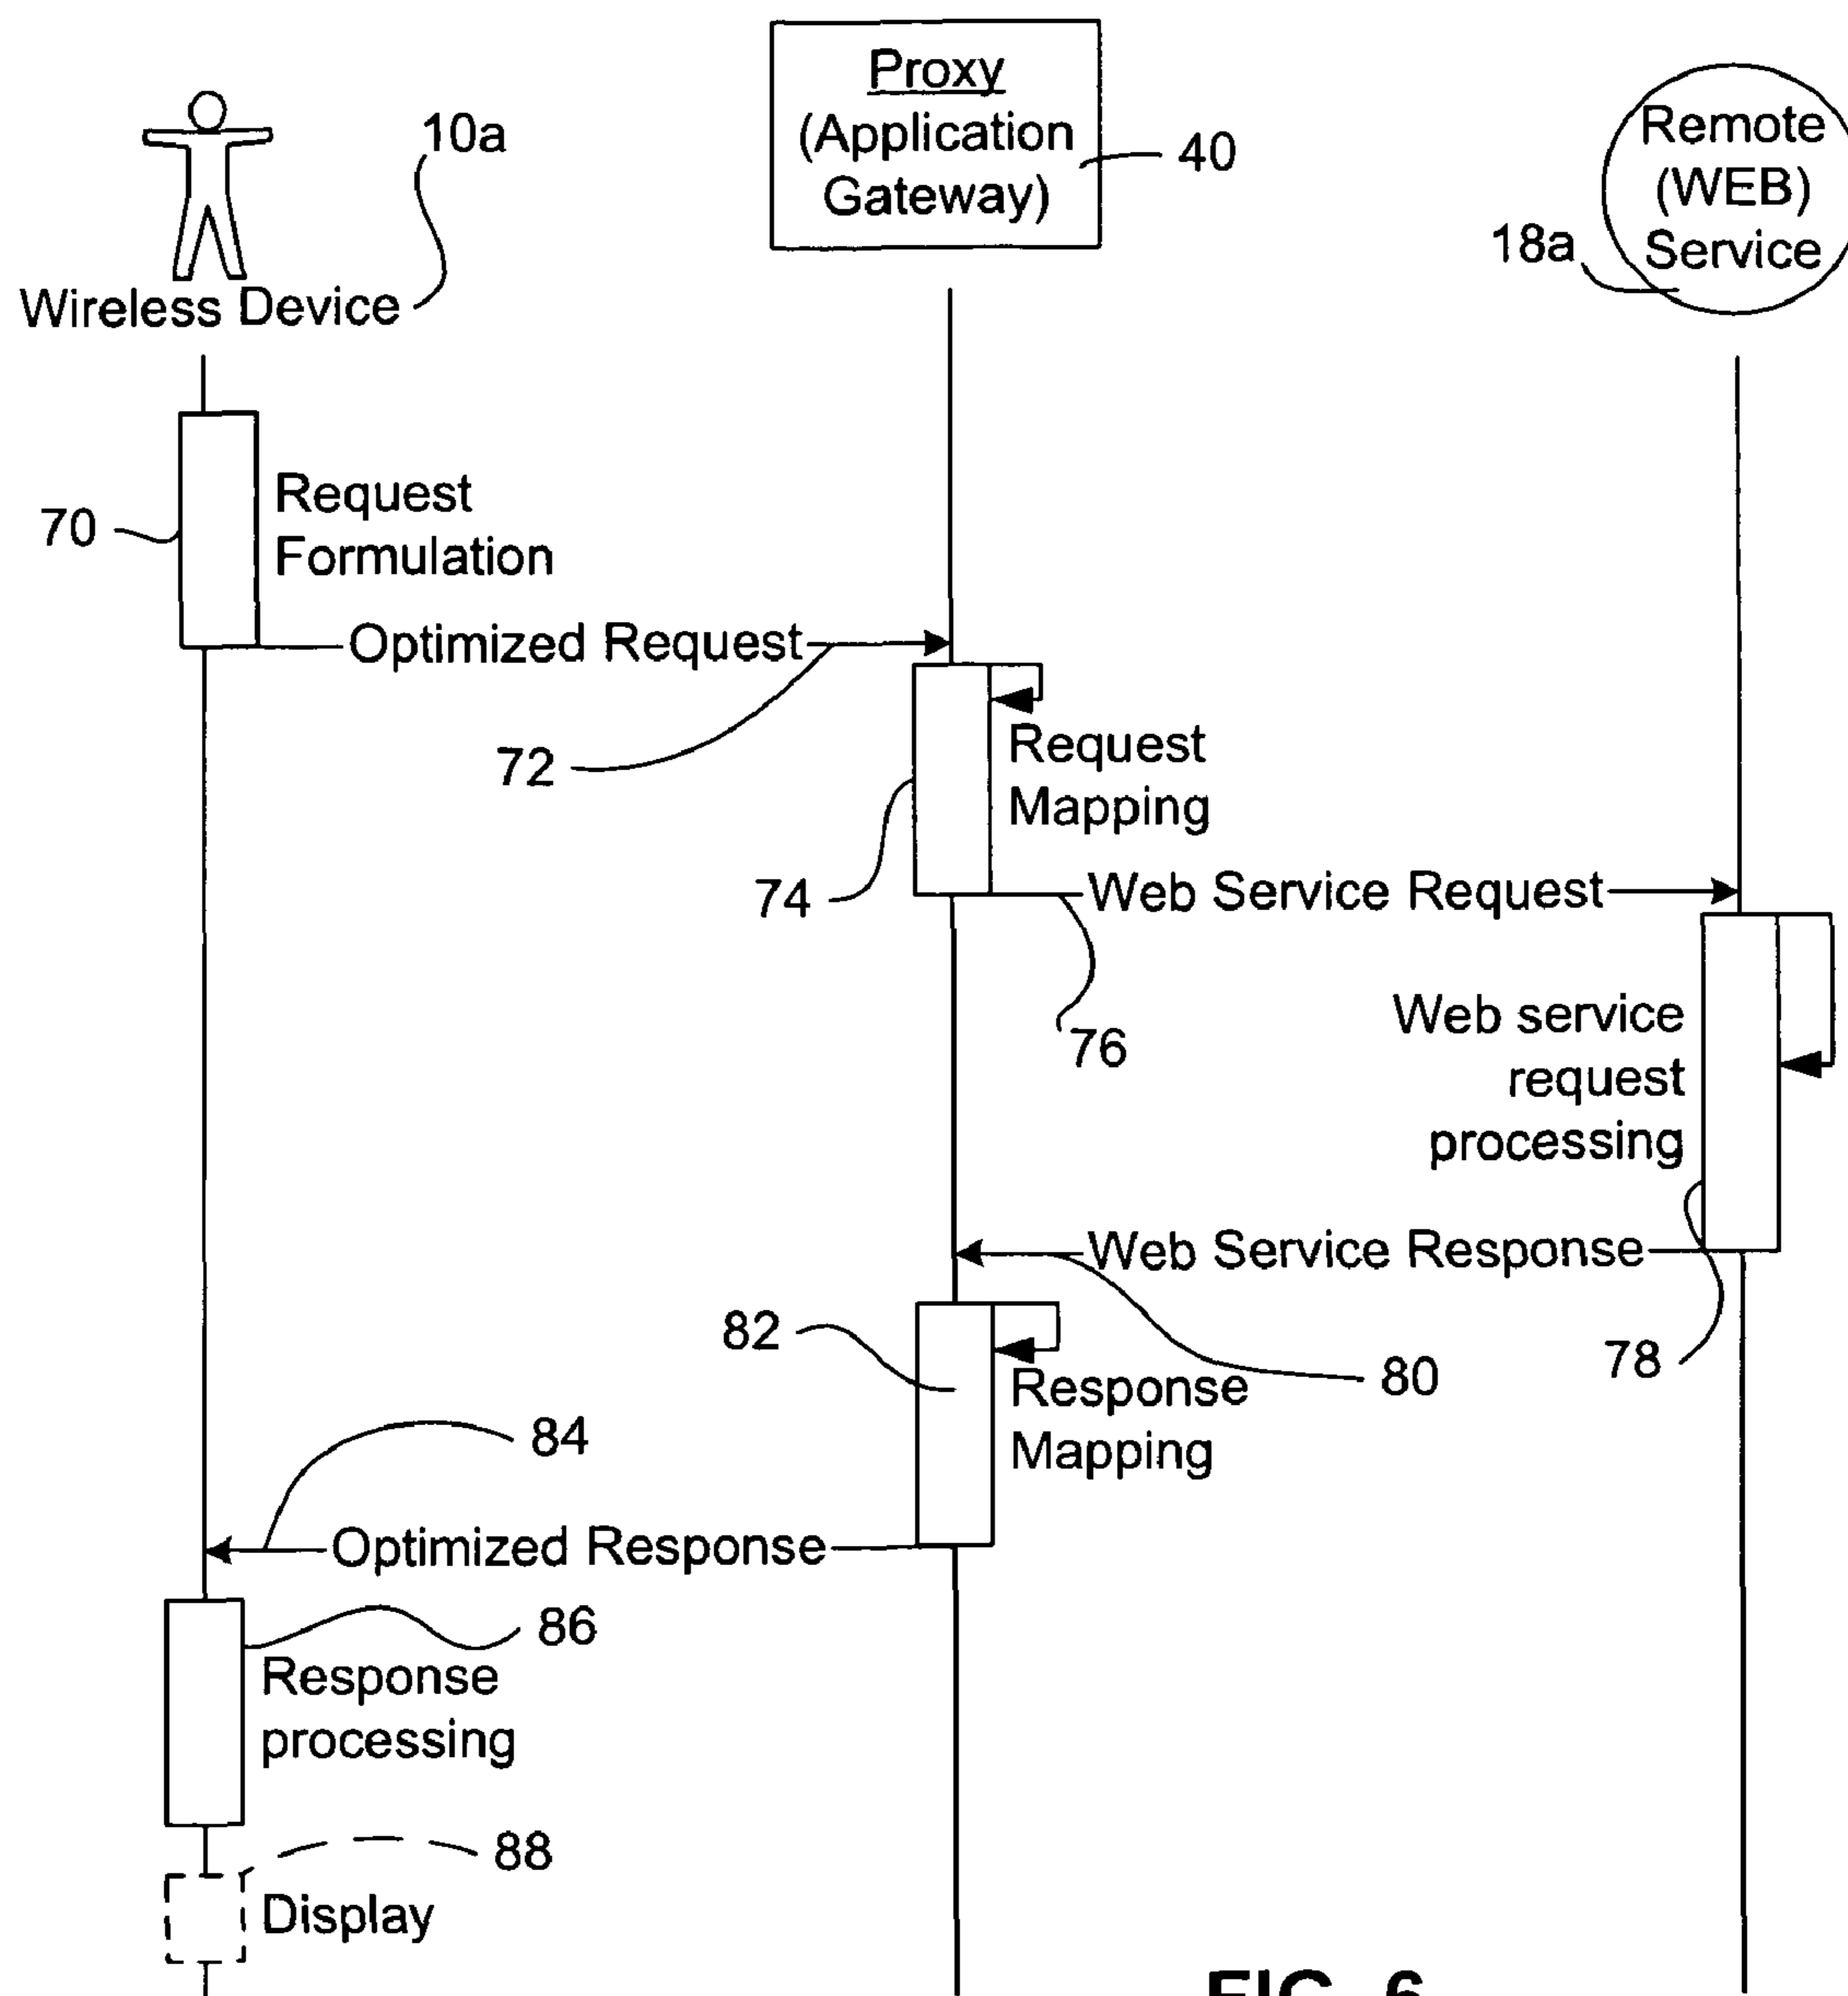 Proxy
(Application
Gateway)
40
Remote
(WEB)
Service
18a
10a
Wireless Device
70
Request
Formulation
Optimized Request
72
Request
Mapping
74
Web Service Request
76
Web service
request
processing
78
Web Service Response
80
82
Response
Mapping
84
Optimized Response
86
Response
processing
88
Display
FIG. 6